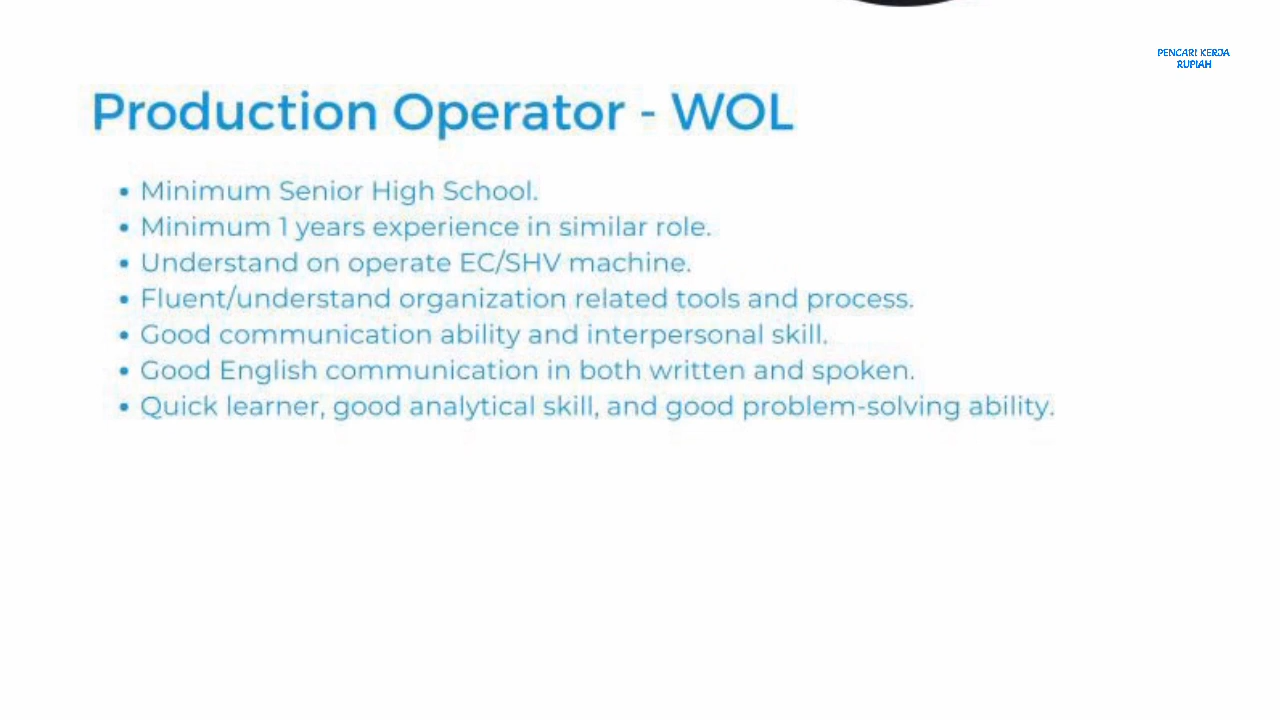 PENCARI KERJA
RUPIAH
Production Operator - WOL
• Minimum Senior High School.
• Minimum 1 years experience in similar role.
• Understand on operate EC/SHV machine.
• Fluent/understand organization related tools and process.
• Good communication ability and interpersonal skill.
• Good English communication in both written and spoken.
• Quick learner, good analytical skill, and good problem-solving ability.